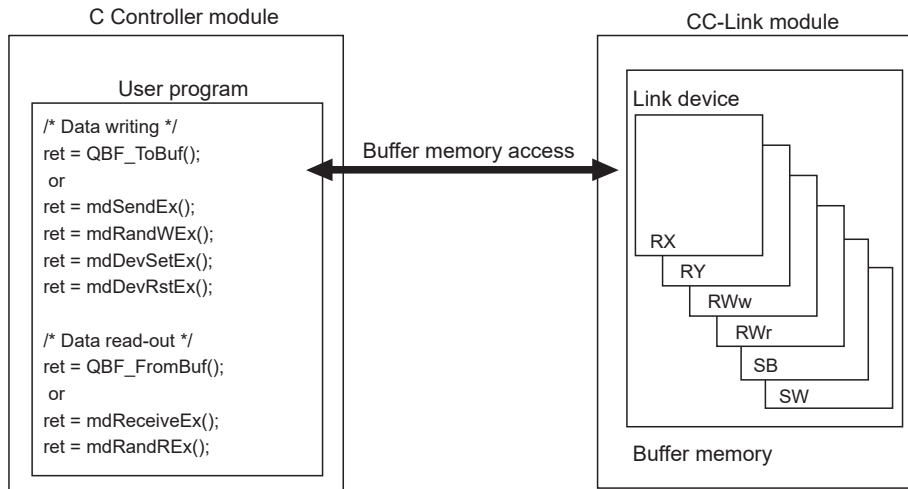 C Controller module
User program
/* Data writing */
ret = QBF_ToBuf();
or
ret = mdSendEx();
ret = mdRandWEx();
ret = mdDevSetEx();
ret = mdDevRstEx();
/* Data read-out */
ret = QBF_FromBuf();
or
ret = mdReceiveEx();
ret = mdRandREx();
Buffer memory access
CC-Link module
Link device
RX
RY
RWw
RWr
SB
SW
Buffer memory